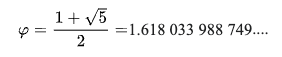 φ = (1 + √5) / 2 = 1.618 033 988 749....